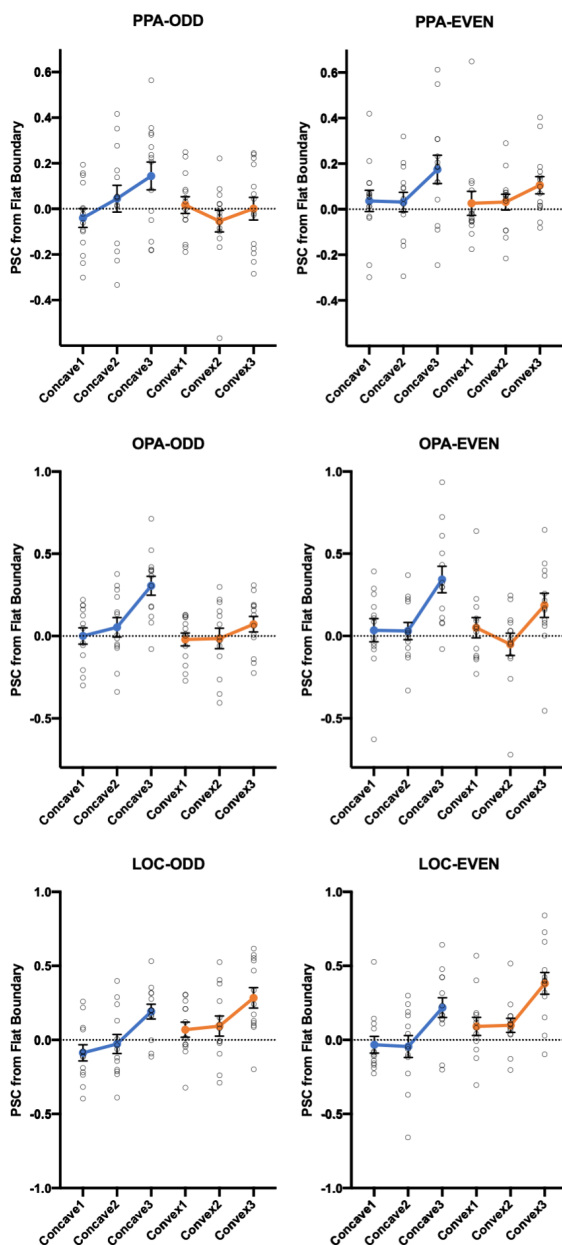 PPA-ODD
PSC from Flat Boundary
0.6
0.4
0.2
0.0
-0.2
-0.4
Concave1
Concave2
Concave3
Convex1
Convex2
Convex3
PPA-EVEN
PSC from Flat Boundary
0.6
0.4
0.2
0.0
-0.2
-0.4
Concave1
Concave2
Concave3
Convex1
Convex2
Convex3
OPA-ODD
PSC from Flat Boundary
1.0
0.5
0.0
-0.5
Concave1
Concave2
Concave3
Convex1
Convex2
Convex3
OPA-EVEN
PSC from Flat Boundary
1.0
0.5
0.0
-0.5
Concave1
Concave2
Concave3
Convex1
Convex2
Convex3
LOC-ODD
PSC from Flat Boundary
1.0
0.5
0.0
-0.5
-1.0
Concave1
Concave2
Concave3
Convex1
Convex2
Convex3
LOC-EVEN
PSC from Flat Boundary
1.0
0.5
0.0
-0.5
-1.0
Concave1
Concave2
Concave3
Convex1
Convex2
Convex3